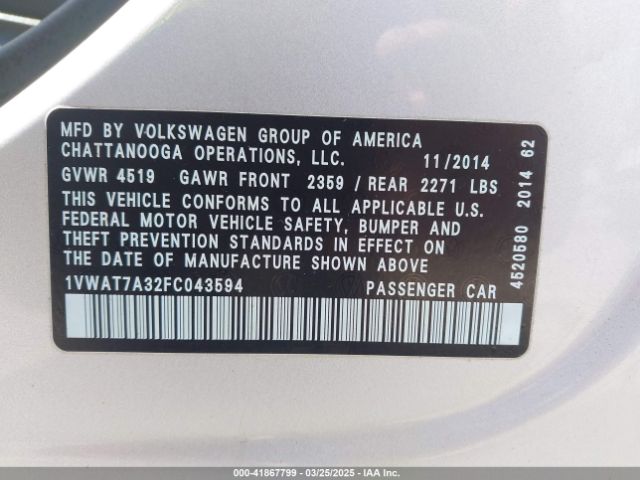 MFD BY VOLKSWAGEN GROUP OF AMERICA
CHATTANOOGA OPERATIONS, LLC. 11/2014
GVWR 4519 GAWR FRONT 2359 / REAR 2271 LBS
THIS VEHICLE CONFORMS TO ALL APPLICABLE U.S.
FEDERAL MOTOR VEHICLE SAFETY, BUMPER AND
THEFT PREVENTION STANDARDS IN EFFECT ON
THE DATE OF MANUFACTURE SHOWN ABOVE
1VWAT7A32FC043594 PASSENGER CAR
4520580 2014 62
000-41867799 - 03/25/2025 - IAAI.com